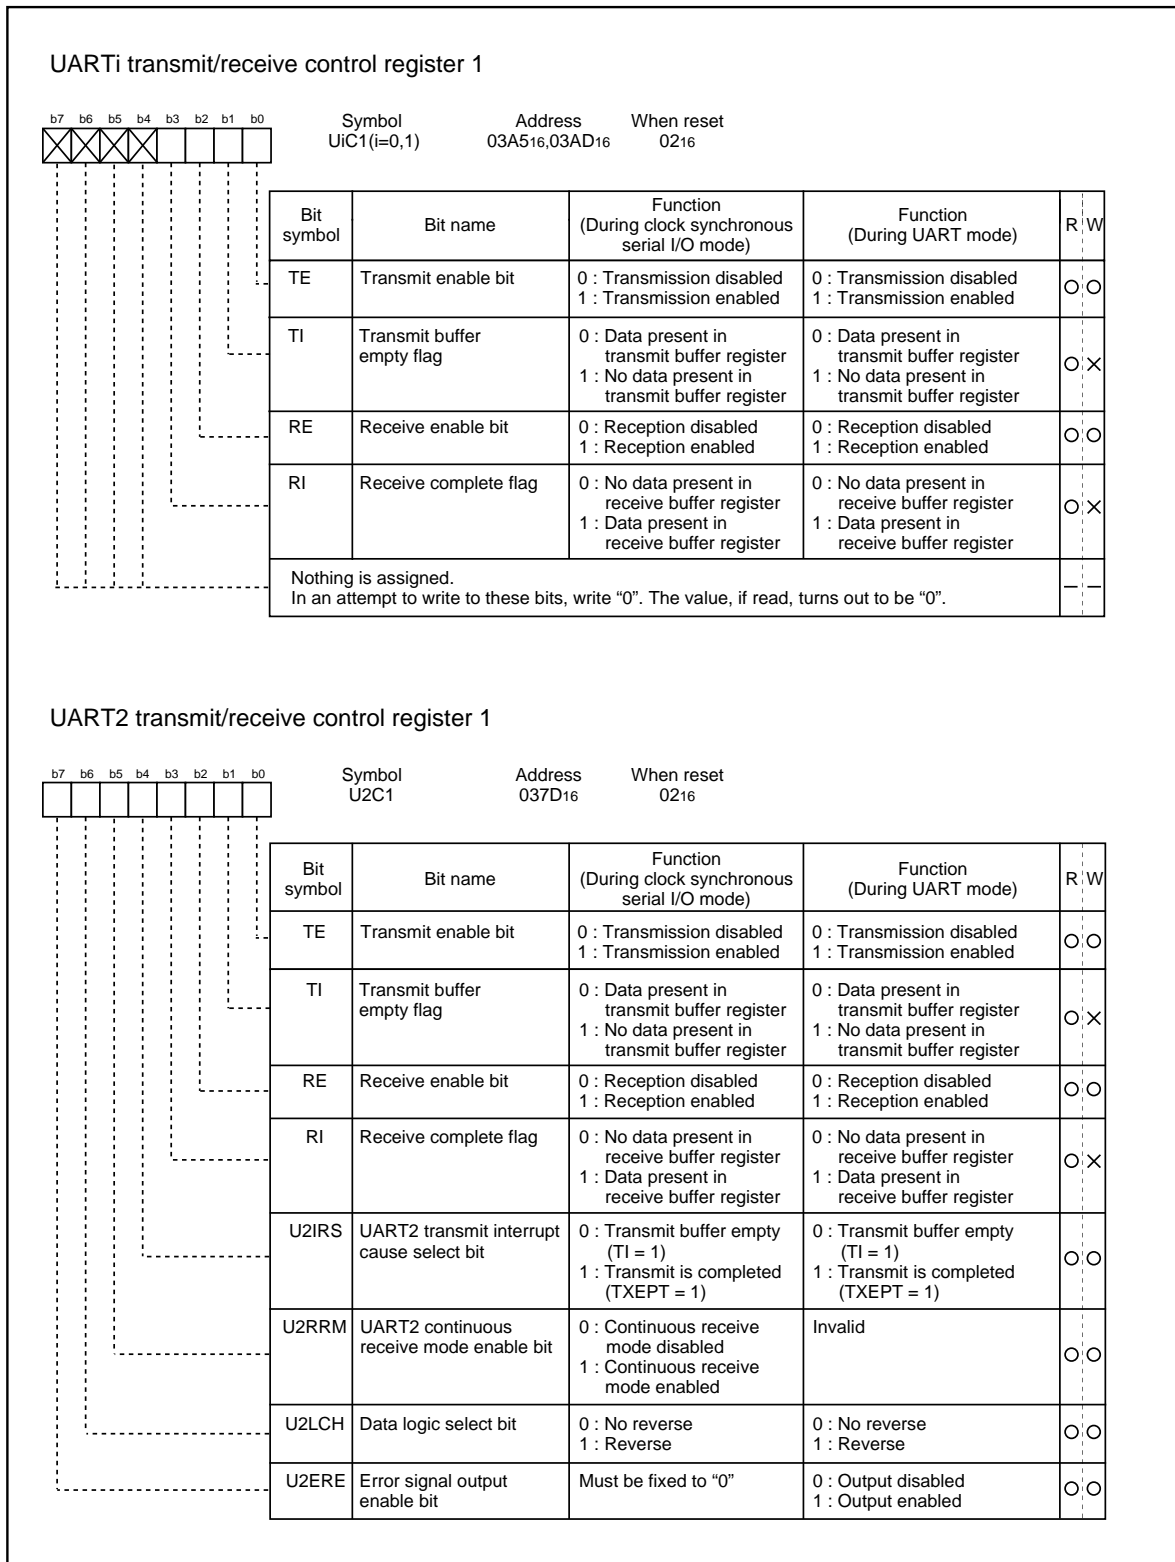 UARTi transmit/receive control register 1
b7 b6 b5 b4 b3 b2 b1 b0
Symbol Address When reset
UiC1(i=0,1) 03A516,03AD16 0216
Bit symbol Bit name Function (During clock synchronous serial I/O mode) Function (During UART mode) R W
TE Transmit enable bit 0 : Transmission disabled 0 : Transmission disabled
1 : Transmission enabled 1 : Transmission enabled
TI Transmit buffer 0 : Data present in 0 : Data present in
empty flag transmit buffer register transmit buffer register
1 : No data present in 1 : No data present in
transmit buffer register transmit buffer register
RE Receive enable bit 0 : Reception disabled 0 : Reception disabled
1 : Reception enabled 1 : Reception enabled
RI Receive complete flag 0 : No data present in 0 : No data present in
receive buffer register receive buffer register
1 : Data present in 1 : Data present in
receive buffer register receive buffer register
Nothing is assigned.
In an attempt to write to these bits, write “0”. The value, if read, turns out to be “0”.
UART2 transmit/receive control register 1
b7 b6 b5 b4 b3 b2 b1 b0
Symbol Address When reset
U2C1 037D16 0216
Bit symbol Bit name Function (During clock synchronous serial I/O mode) Function (During UART mode) R W
TE Transmit enable bit 0 : Transmission disabled 0 : Transmission disabled
1 : Transmission enabled 1 : Transmission enabled
TI Transmit buffer 0 : Data present in 0 : Data present in
empty flag transmit buffer register transmit buffer register
1 : No data present in 1 : No data present in
transmit buffer register transmit buffer register
RE Receive enable bit 0 : Reception disabled 0 : Reception disabled
1 : Reception enabled 1 : Reception enabled
RI Receive complete flag 0 : No data present in 0 : No data present in
receive buffer register receive buffer register
1 : Data present in 1 : Data present in
receive buffer register receive buffer register
U2IRS UART2 transmit interrupt 0 : Transmit buffer empty 0 : Transmit buffer empty
cause select bit (TI = 1) (TI = 1)
1 : Transmit is completed 1 : Transmit is completed
(TXEPT = 1) (TXEPT = 1)
U2RRM UART2 continuous 0 : Continuous receive Invalid
receive mode enable bit mode disabled
1 : Continuous receive
mode enabled
U2LCH Data logic select bit 0 : No reverse 0 : No reverse
1 : Reverse 1 : Reverse
U2ERE Error signal output Must be fixed to “0” 0 : Output disabled
enable bit 1 : Output enabled